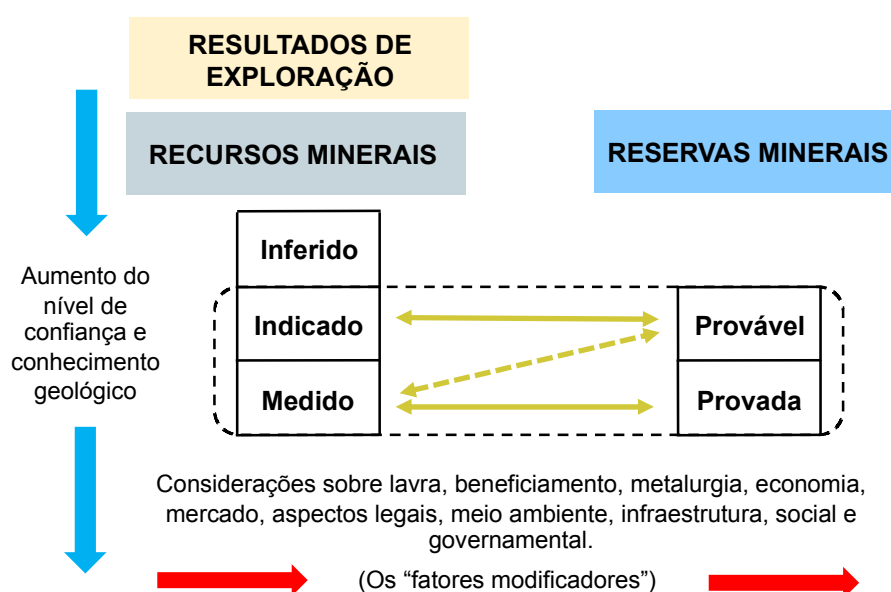 RESULTADOS DE
EXPLORAÇÃO
RECURSOS MINERAIS
RESERVAS MINERAIS
Inferido
Indicado
Medido
Provável
Provada
Aumento do
nível de
confiança e
conhecimento
geológico
Considerações sobre lavra, beneficiamento, metalurgia, economia,
mercado, aspectos legais, meio ambiente, infraestrutura, social e
governamental.
(Os “fatores modificadores”)